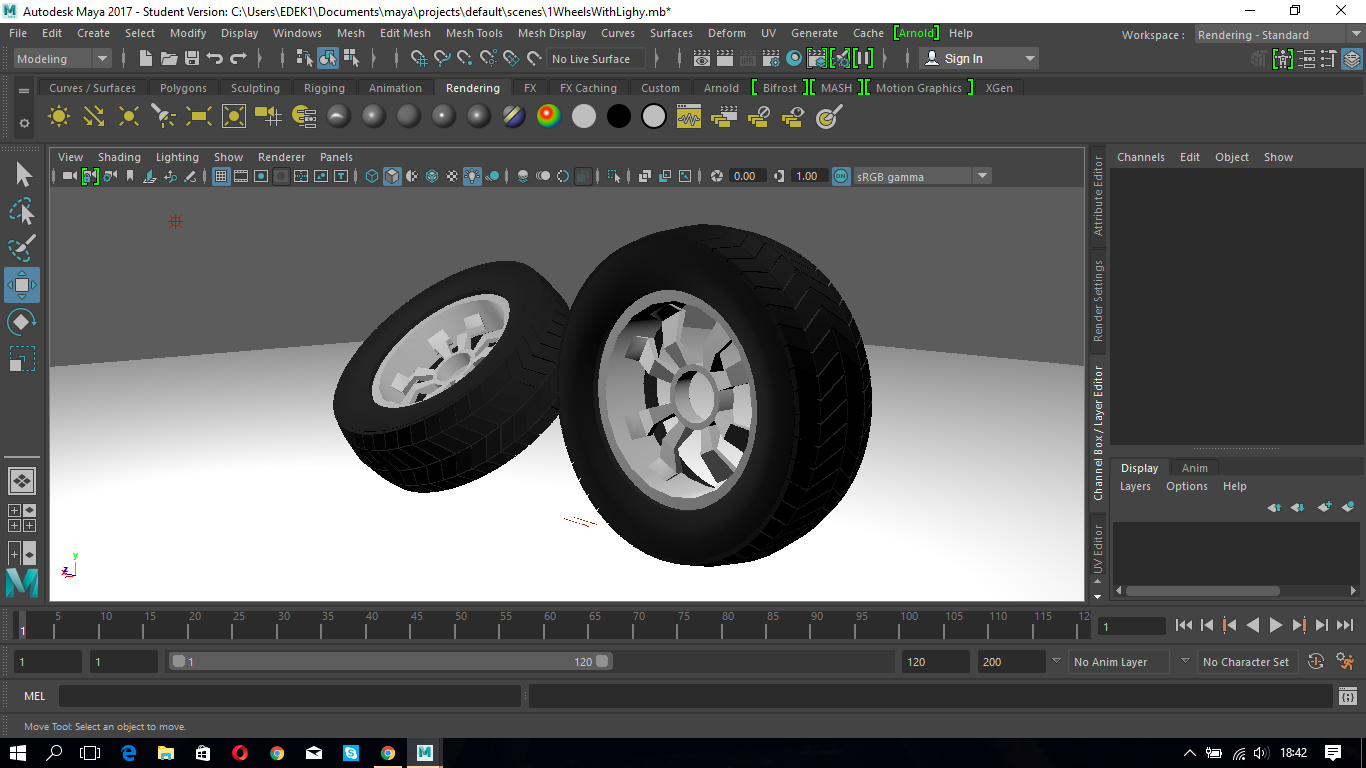 Autodesk Maya 2017 - Student Version: C:\Users\EDEK1\Documents\maya\projects\default\scenes\1WheelsWithLighy.mb*
File Edit Create Select Modify Display Windows Mesh Edit Mesh Mesh Tools Mesh Display Curves Surfaces Deform UV Generate Cache [Arnold] Help Workspace : Rendering - Standard
Modeling No Live Surface Sign In
Curves / Surfaces Polygons Sculpting Rigging Animation Rendering FX FX Caching Custom Arnold Bifrost MASH Motion Graphics XGen
View Shading Lighting Show Renderer Panels
0.00 1.00 ON sRGB gamma
Channels Edit Object Show
Attribute Editor
Render Settings
Channel Box / Layer Editor
UV Editor
Display Anim
Layers Options Help
y
z
5 10 15 20 25 30 35 40 45 50 55 60 65 70 75 80 85 90 95 100 105 110 115 12
1
1
1 1 1 120 120 200 No Anim Layer No Character Set
MEL
Move Tool: Select an object to move.
18:42